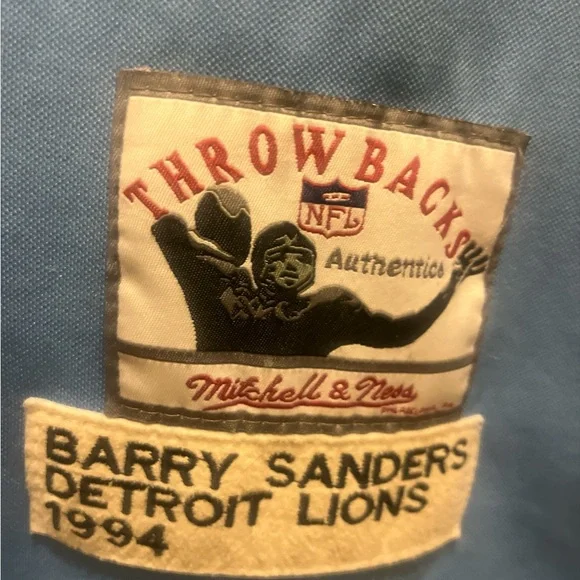 THROWBACKS
NFL
Authentics
Mitchell & Ness
BARRY SANDERS
DETROIT LIONS
1994